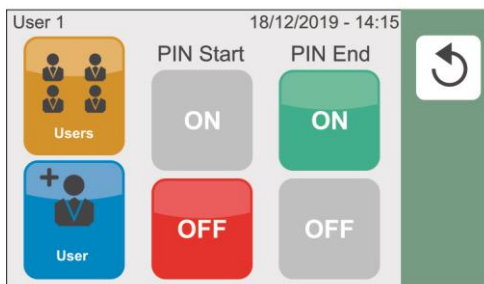 User 1 18/12/2019 - 14:15
PIN Start PIN End
Users ON ON
User OFF OFF